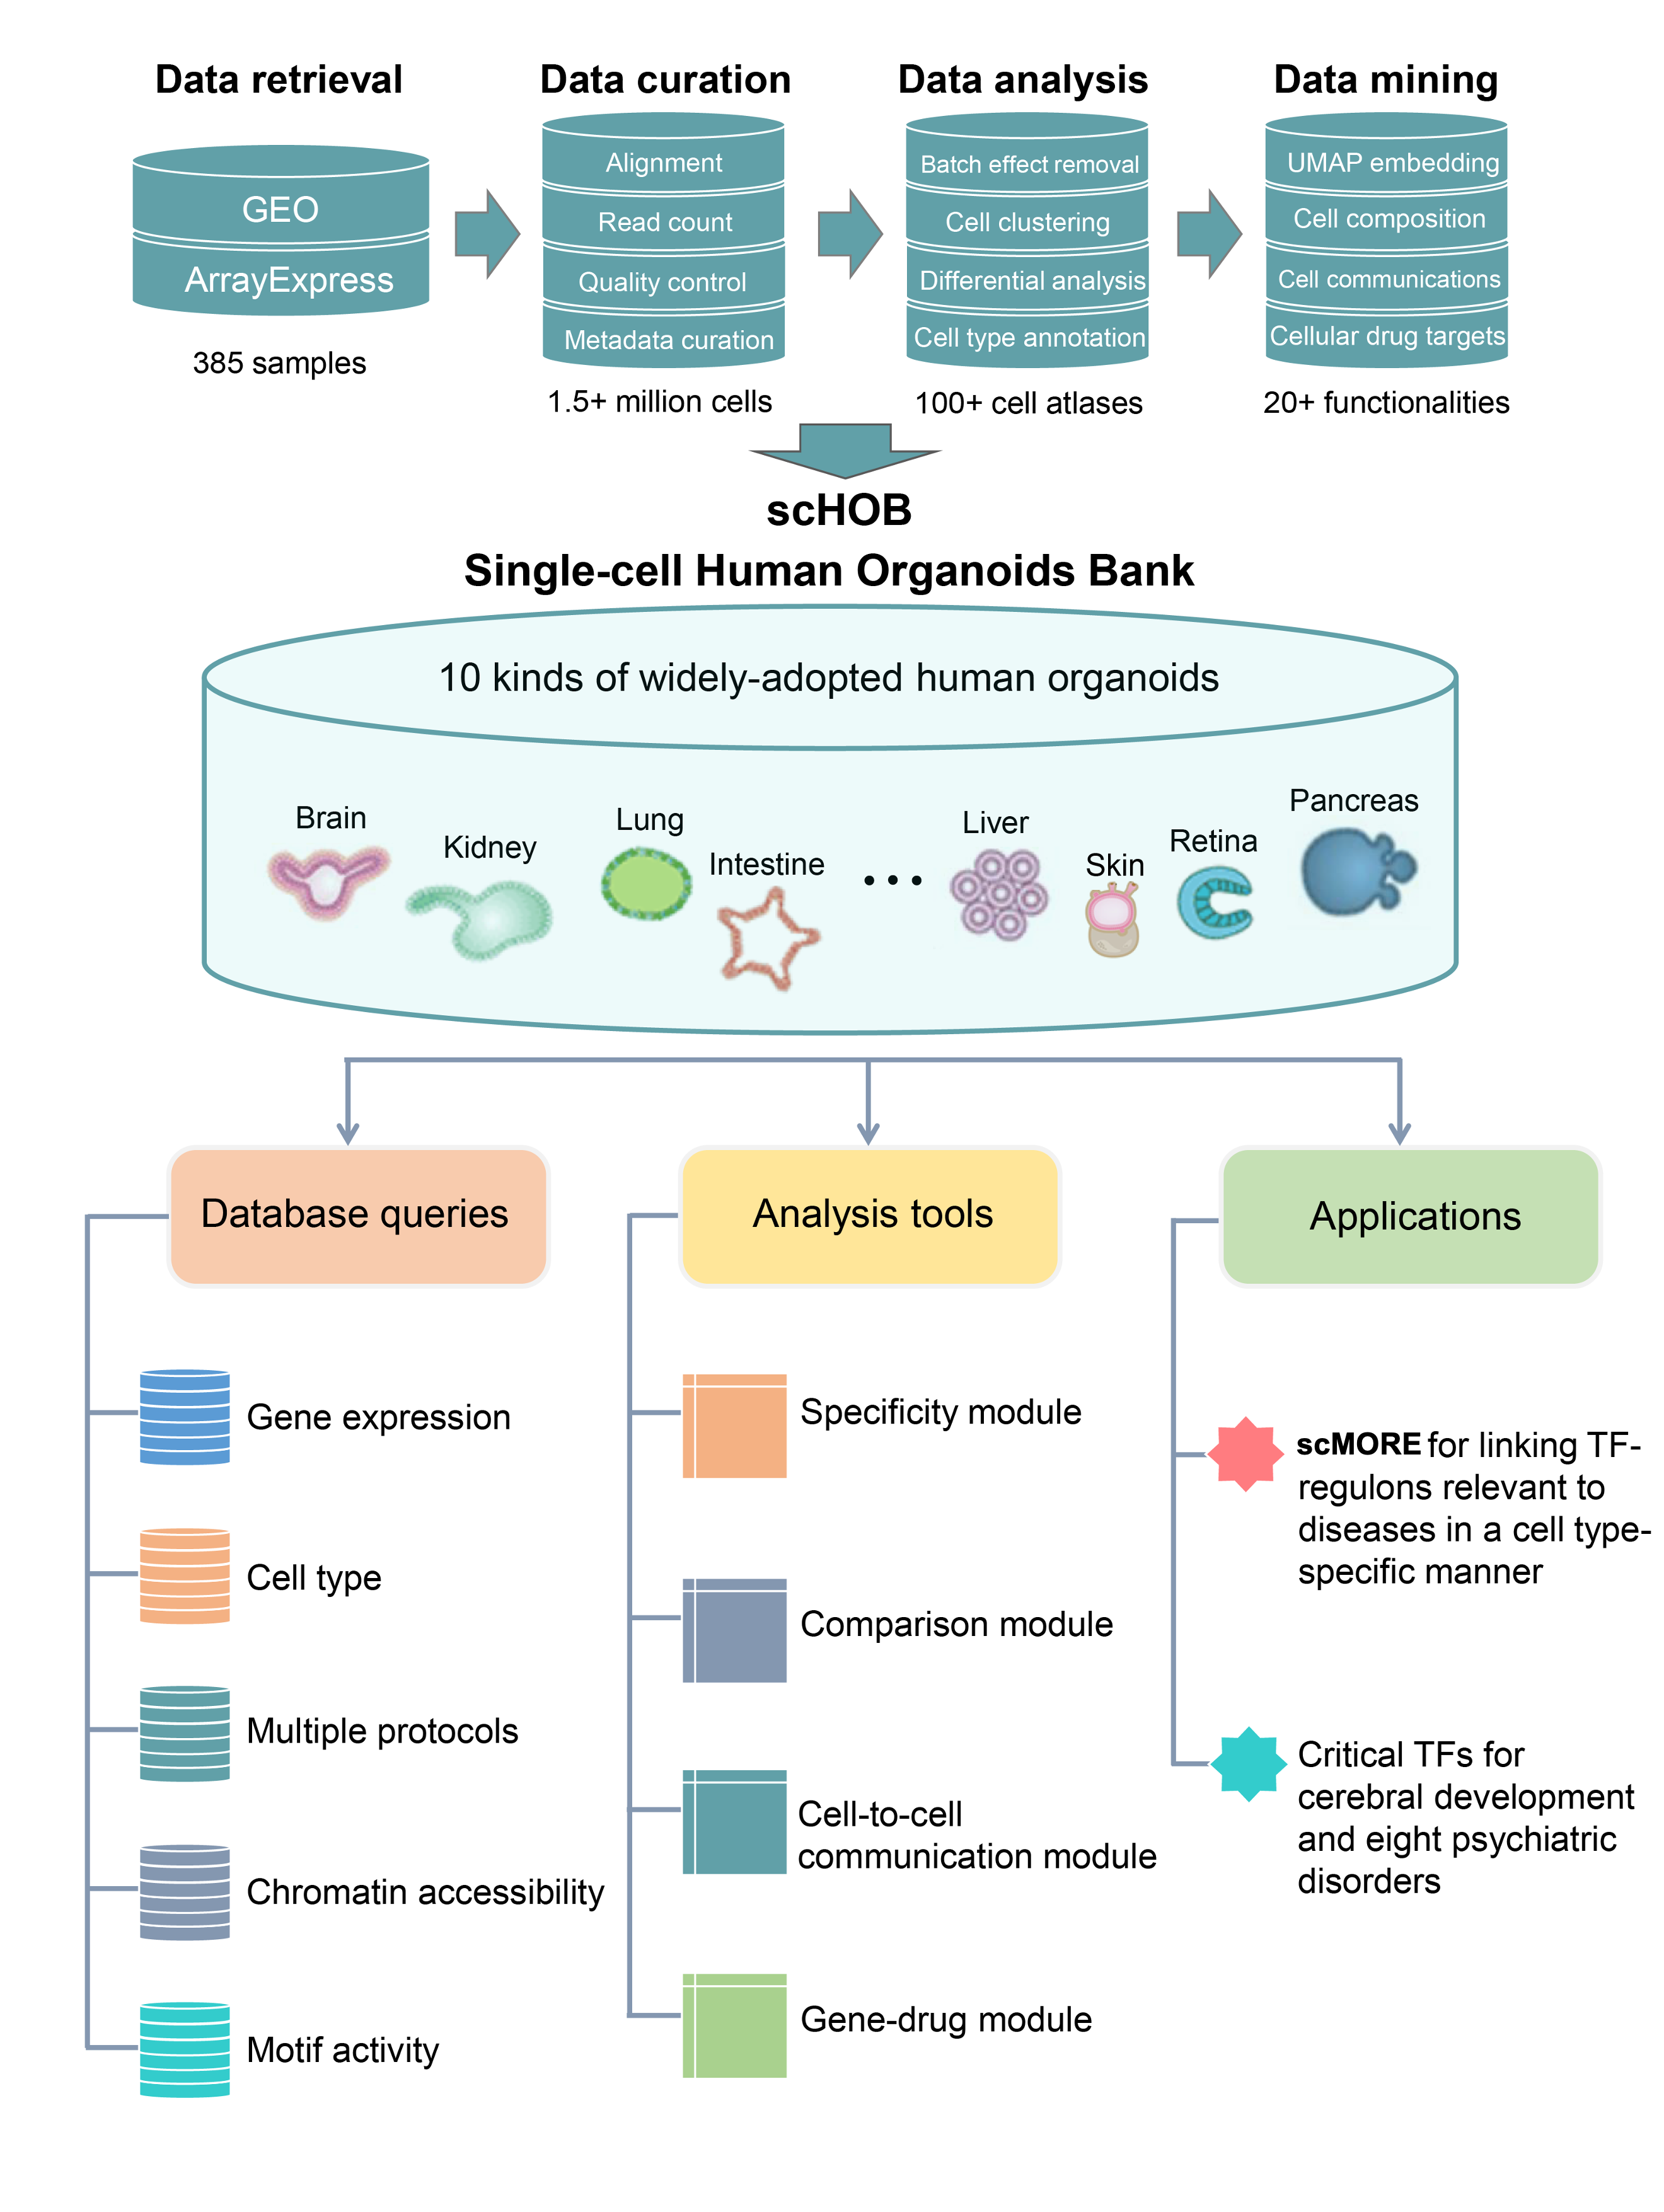 Data retrieval
GEO
ArrayExpress
385 samples
Data curation
Alignment
Read count
Quality control
Metadata curation
1.5+ million cells
Data analysis
Batch effect removal
Cell clustering
Differential analysis
Cell type annotation
100+ cell atlases
Data mining
UMAP embedding
Cell composition
Cell communications
Cellular drug targets
20+ functionalities
scHOB
Single-cell Human Organoids Bank
10 kinds of widely-adopted human organoids
Brain
Kidney
Lung
Intestine
...
Liver
Skin
Retina
Pancreas
Database queries
Gene expression
Cell type
Multiple protocols
Chromatin accessibility
Motif activity
Analysis tools
Specificity module
Comparison module
Cell-to-cell
communication module
Gene-drug module
Applications
scMORE for linking TF-
regulons relevant to
diseases in a cell type-
specific manner
Critical TFs for
cerebral development
and eight psychiatric
disorders